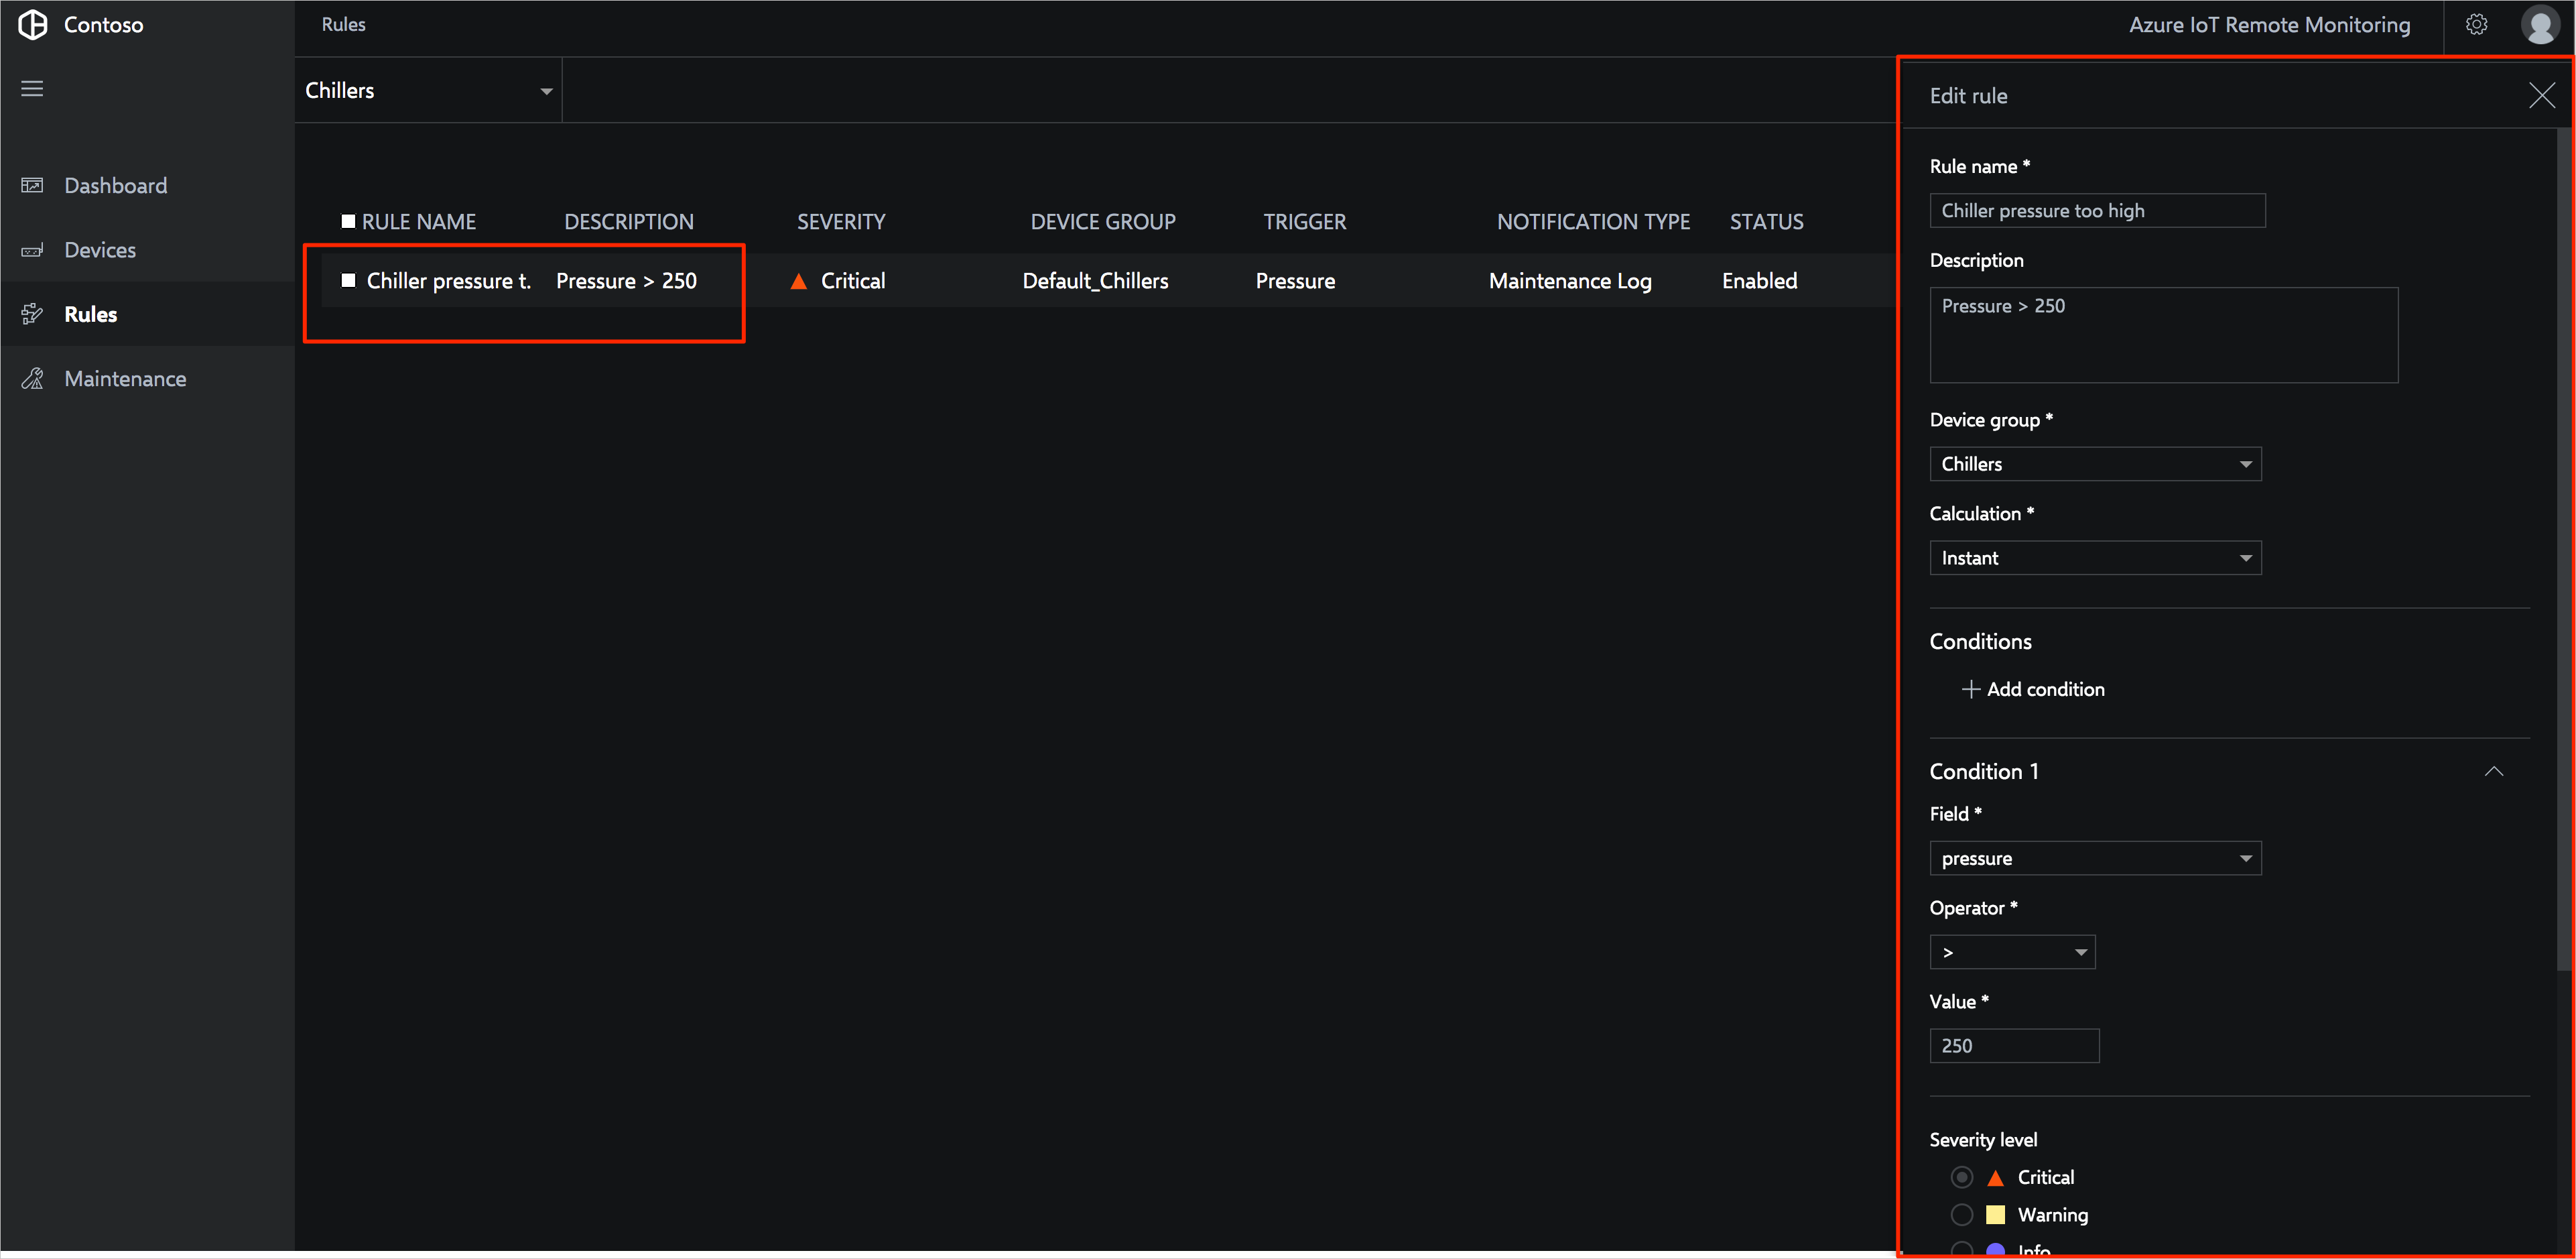 Contoso
Rules
Azure IoT Remote Monitoring
Chillers
Dashboard
Devices
Rules
Maintenance
RULE NAME DESCRIPTION SEVERITY DEVICE GROUP TRIGGER NOTIFICATION TYPE STATUS
Chiller pressure t. Pressure > 250 Critical Default_Chillers Pressure Maintenance Log Enabled
Edit rule
Rule name *
Chiller pressure too high
Description
Pressure > 250
Device group *
Chillers
Calculation *
Instant
Conditions
+ Add condition
Condition 1
Field *
pressure
Operator *
>
Value *
250
Severity level
Critical
Warning
Info